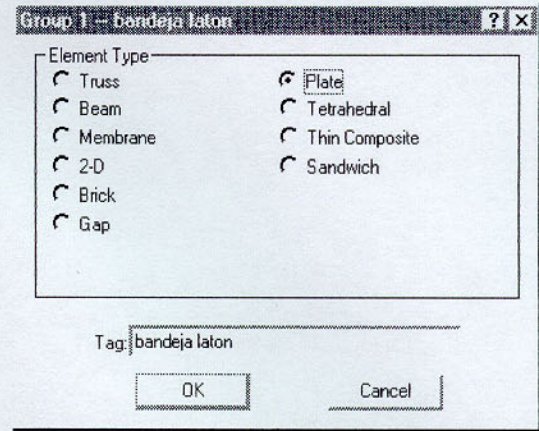 Group 1 -- bandeja laton
Element Type
Truss
Beam
Membrane
2-D
Brick
Gap
Plate
Tetrahedral
Thin Composite
Sandwich
Tag: bandeja laton
OK
Cancel